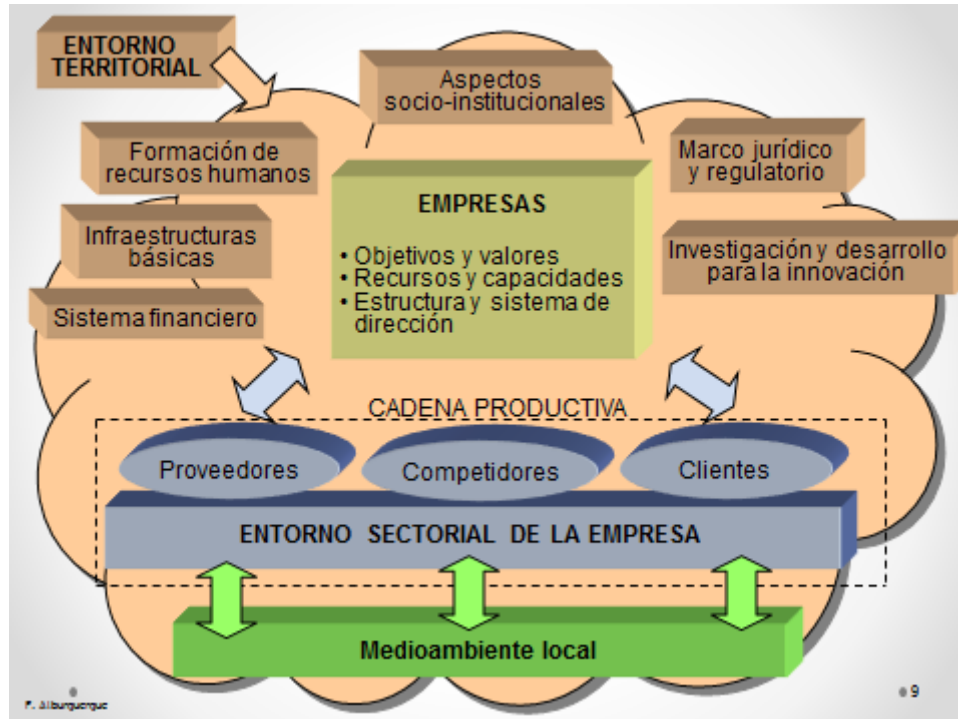 ENTORNO
TERRITORIAL
Aspectos
socio-institucionales
Formación de
recursos humanos
Marco jurídico
y regulatorio
Infraestructuras
básicas
Investigación y desarrollo
para la innovación
Sistema financiero
EMPRESAS
• Objetivos y valores
• Recursos y capacidades
• Estructura y sistema de
dirección
CADENA PRODUCTIVA
Proveedores
Competidores
Clientes
ENTORNO SECTORIAL DE LA EMPRESA
Medioambiente local
F. Alburquerque
9